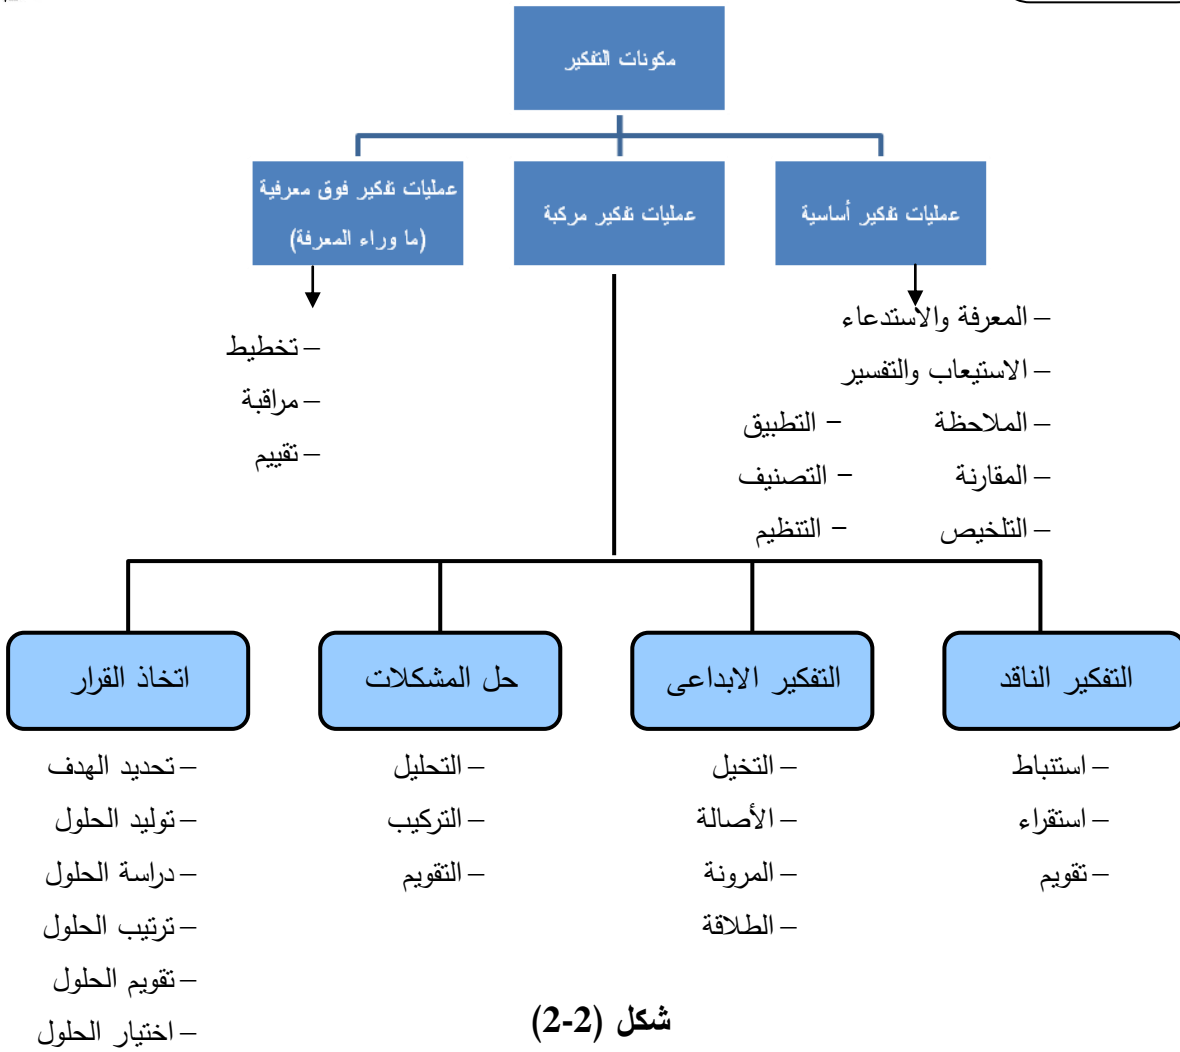 مكونات التفكير
عمليات تفكير أساسية
عمليات تفكير مركبة
عمليات تفكير فوق معرفية
(ما وراء المعرفة)
– المعرفة والاستدعاء
– الاستيعاب والتفسير
– الملاحظة – التطبيق
– المقارنة – التصنيف
– التلخيص – التنظيم
– تخطيط
– مراقبة
– تقييم
التفكير الناقد
– استنباط
– استقراء
– تقويم
التفكير الابداعى
– التخيل
– الأصالة
– المرونة
– الطلاقة
حل المشكلات
– التحليل
– التركيب
– التقويم
اتخاذ القرار
– تحديد الهدف
– توليد الحلول
– دراسة الحلول
– ترتيب الحلول
– تقويم الحلول
– اختيار الحلول
شكل (2-2)